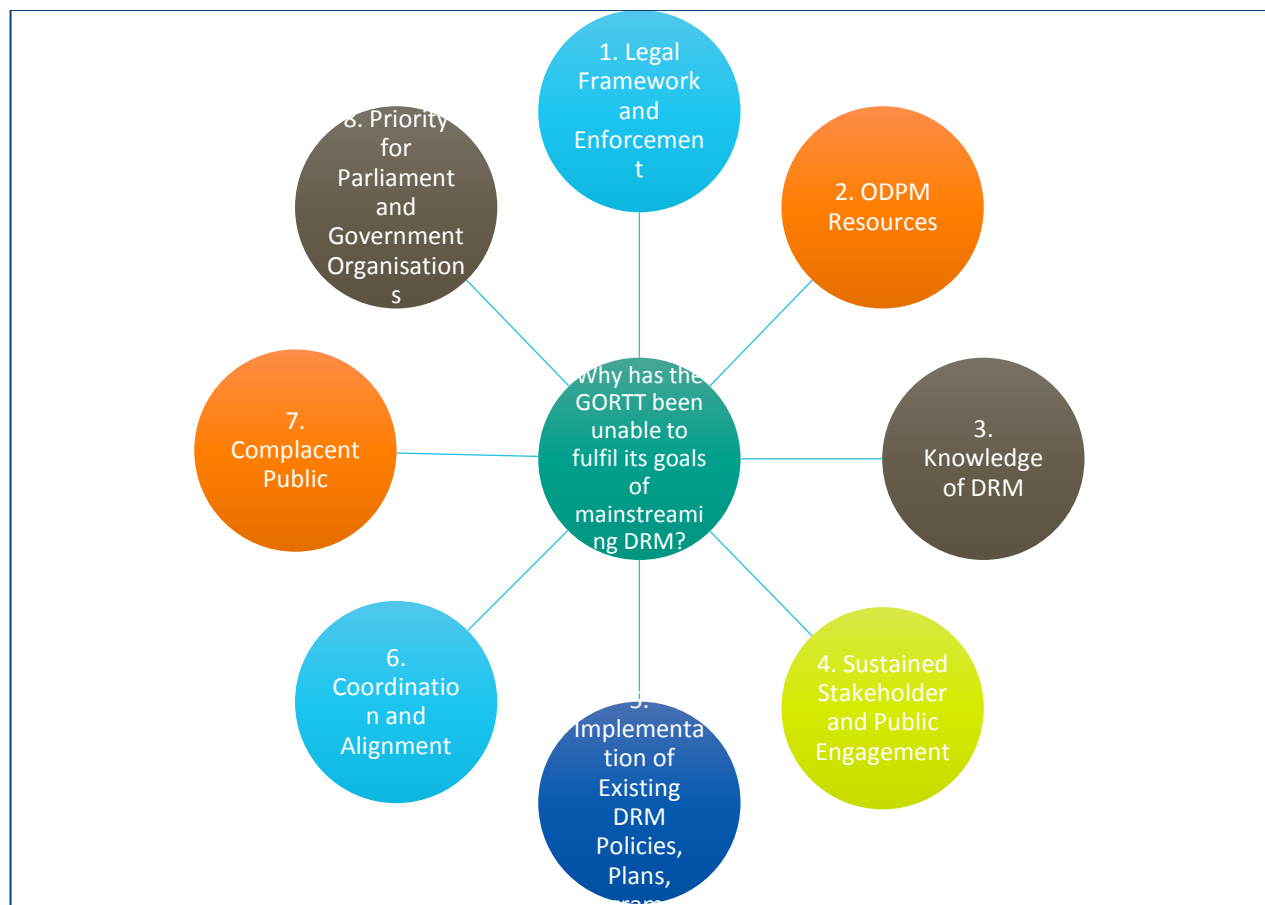 1. Legal
Framework
and
Enforcemen
t
2. ODPM
Resources
3.
Knowledge
of DRM
4. Sustained
Stakeholder
and Public
Engagement
5.
Implementa
tion of
Existing
DRM
Policies,
Plans,
6.
Coordinatio
n and
Alignment
7.
Complacent
Public
8. Priority
for
Parliament
and
Government
Organisation
s
Why has the
GORTT been
unable to
fulfil its goals
of
mainstreami
ng DRM?